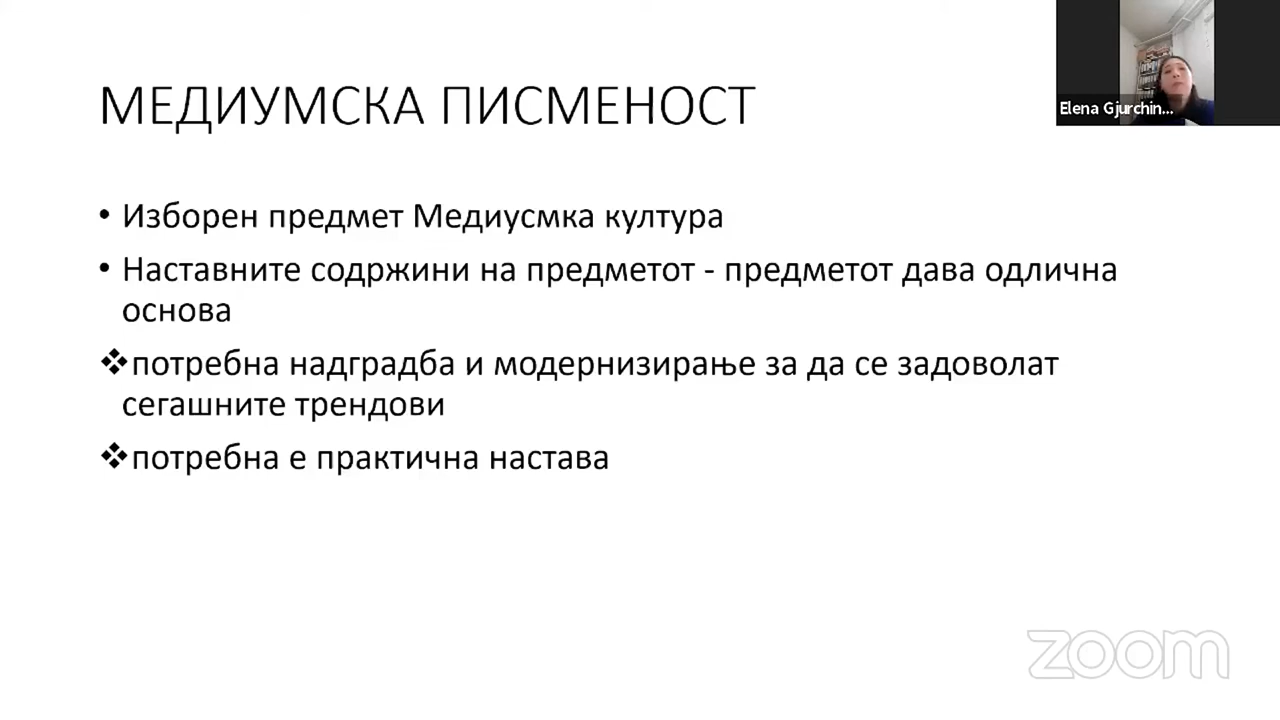 МЕДИУМСКА ПИСМЕНОСТ
Elena Gjurchin...
• Изборен предмет Медиусмка култура
• Наставните содржини на предметот - предметот дава одлична
основа
❖потребна надградба и модернизирање за да се задоволат
сегашните трендови
❖потребна е практична настава
zoom